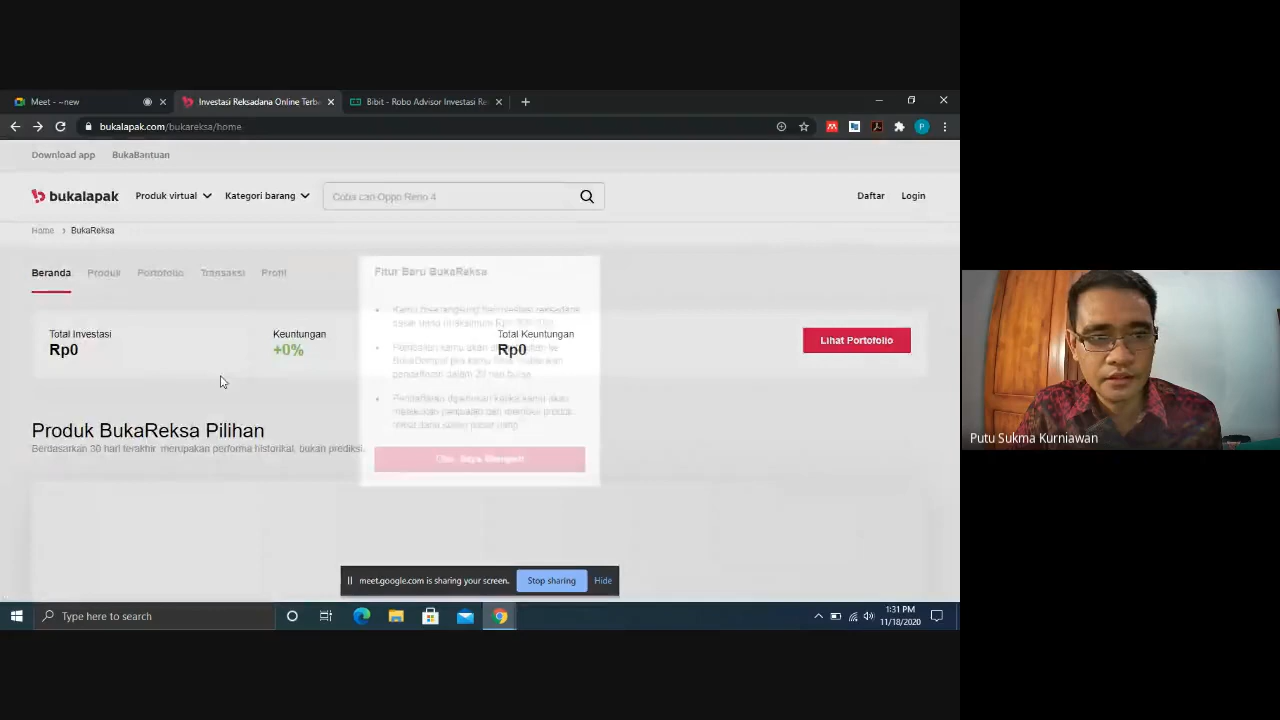 Meet - ~new
Investasi Reksadana Online Terb
Bibit - Robo Advisor Investasi Re
bukalapak.com/bukareksa/home
P
Download app BukaBantuan
bukalapak Produk virtual Kategori barang Coba cari Oppo Reno 4 Daftar Login
Home > BukaReksa
Beranda Produk Portofolio Transaksi Profil
Fitur Baru BukaReksa
Total Investasi Keuntungan Total Keuntungan Lihat Portofolio
Rp0 +0% Rp0
Produk BukaReksa Pilihan
Berdasarkan 30 hari terakhir merupakan performa historikal, bukan prediksi.
meet.google.com is sharing your screen. Stop sharing Hide
Type here to search
1:31 PM
11/18/2020
Putu Sukma Kurniawan